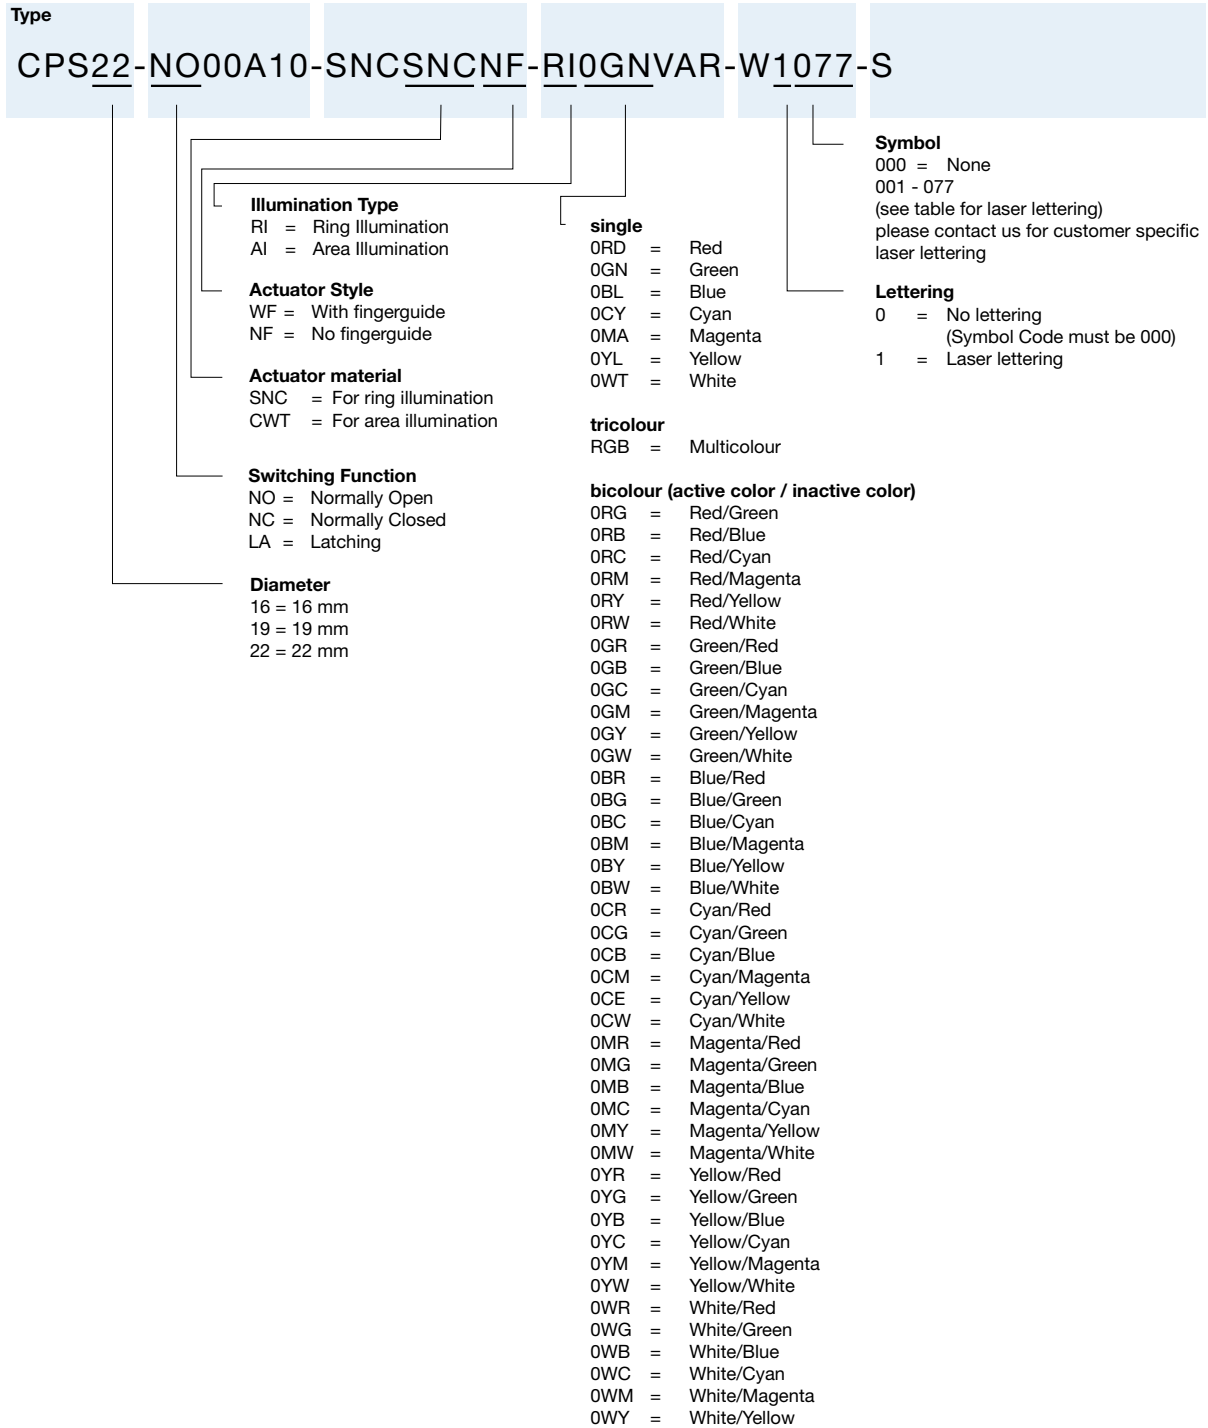 Type
CPS22-NO00A10-SNCSNCNF-RI0GNVAR-W1077-S
Illumination Type
RI = Ring Illumination
AI = Area Illumination
Actuator Style
WF = With fingerguide
NF = No fingerguide
Actuator material
SNC = For ring illumination
CWT = For area illumination
Switching Function
NO = Normally Open
NC = Normally Closed
LA = Latching
Diameter
16 = 16 mm
19 = 19 mm
22 = 22 mm
single
0RD = Red
0GN = Green
0BL = Blue
0CY = Cyan
0MA = Magenta
0YL = Yellow
0WT = White
tricolour
RGB = Multicolour
bicolour (active color / inactive color)
0RG = Red/Green
0RB = Red/Blue
0RC = Red/Cyan
0RM = Red/Magenta
0RY = Red/Yellow
0RW = Red/White
0GR = Green/Red
0GB = Green/Blue
0GC = Green/Cyan
0GM = Green/Magenta
0GY = Green/Yellow
0GW = Green/White
0BR = Blue/Red
0BG = Blue/Green
0BC = Blue/Cyan
0BM = Blue/Magenta
0BY = Blue/Yellow
0BW = Blue/White
0CR = Cyan/Red
0CG = Cyan/Green
0CB = Cyan/Blue
0CM = Cyan/Magenta
0CE = Cyan/Yellow
0CW = Cyan/White
0MR = Magenta/Red
0MG = Magenta/Green
0MB = Magenta/Blue
0MC = Magenta/Cyan
0MY = Magenta/Yellow
0MW = Magenta/White
0YR = Yellow/Red
0YG = Yellow/Green
0YB = Yellow/Blue
0YC = Yellow/Cyan
0YM = Yellow/Magenta
0YW = Yellow/White
0WR = White/Red
0WG = White/Green
0WB = White/Blue
0WC = White/Cyan
0WM = White/Magenta
0WY = White/Yellow
Symbol
000 = None
001 - 077
(see table for laser lettering)
please contact us for customer specific
laser lettering
Lettering
0 = No lettering
(Symbol Code must be 000)
1 = Laser lettering